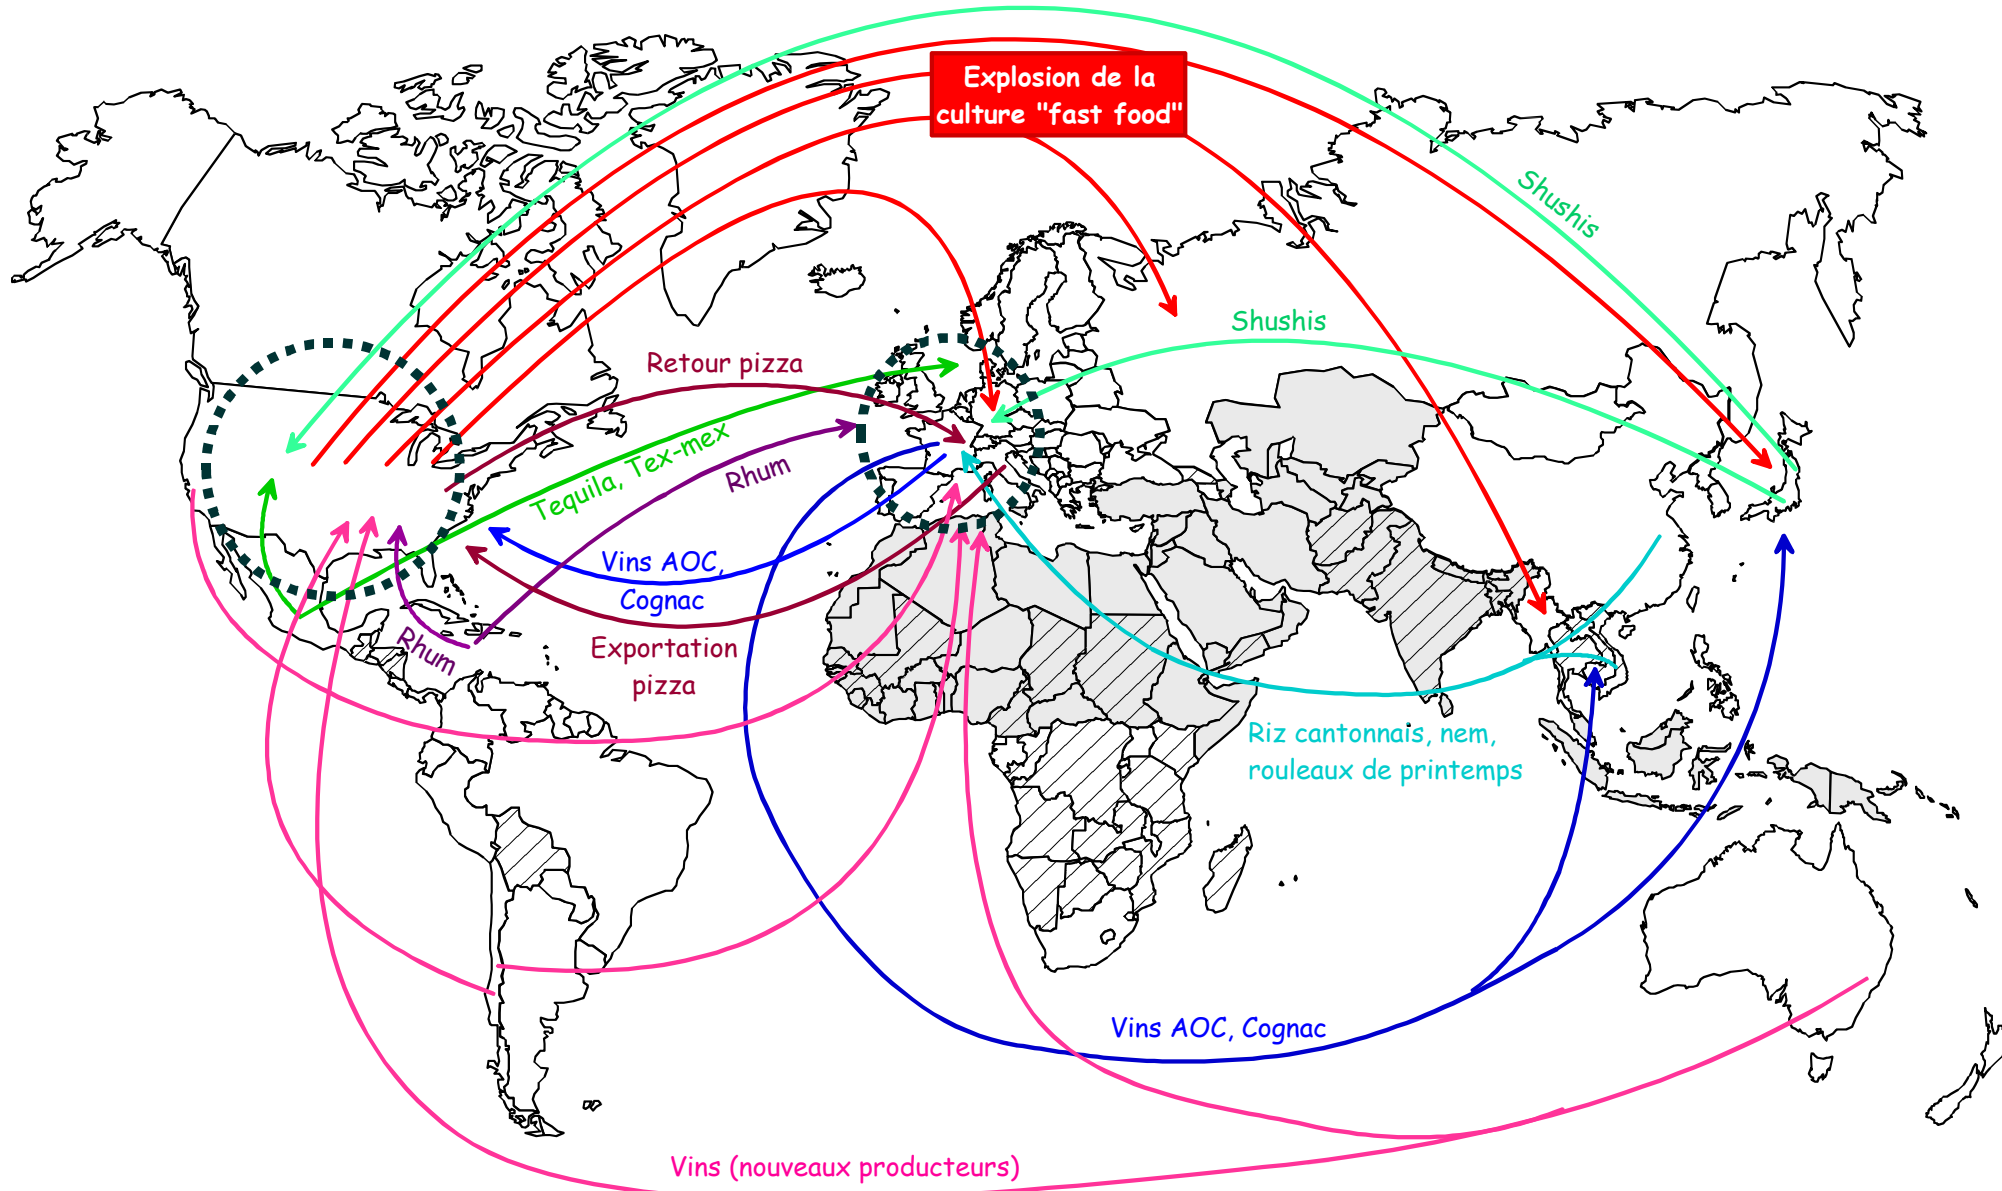 Explosion de la
culture "fast food"
Shushis
Shushis
Retour pizza
Tequila, Tex-mex
Rhum
Vins AOC,
Cognac
Exportation
pizza
Rhum
Riz cantonnais, nem,
rouleaux de printemps
Vins AOC, Cognac
Vins (nouveaux producteurs)